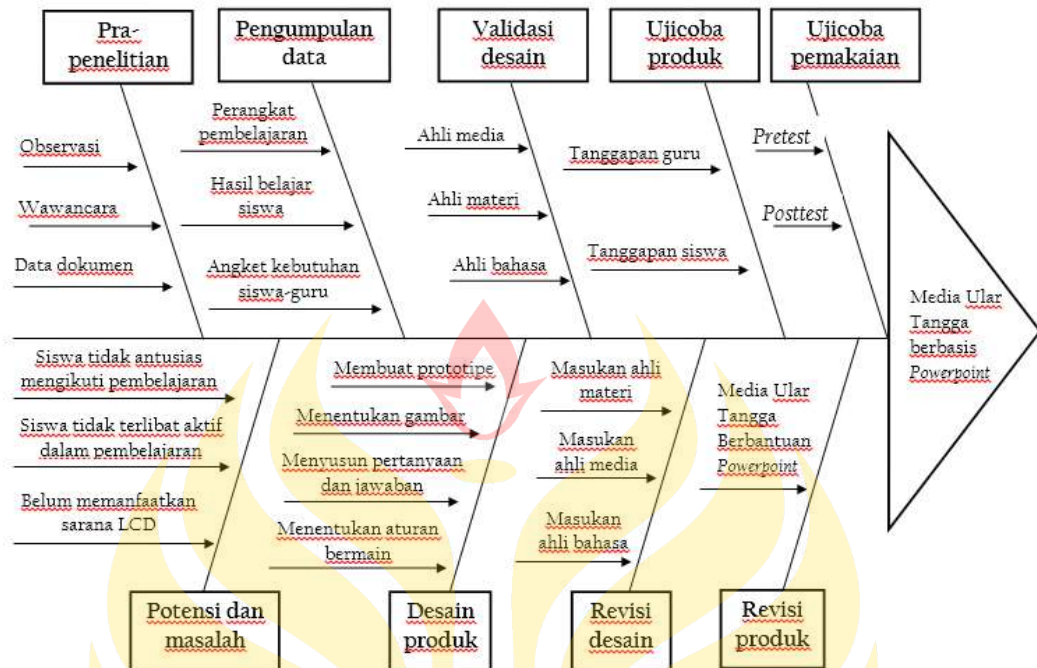 Pra-
penelitian
Pengumpulan
data
Validasi
desain
Ujicoba
produk
Ujicoba
pemakaian
Observasi
Wawancara
Data dokumen
Perangkat
pembelajaran
Hasil belajar
siswa
Angket kebutuhan
siswa-guru
Ahli media
Ahli materi
Ahli bahasa
Tanggapan guru
Tanggapan siswa
Pretest
Posttest
Media Ular
Tangga
berbasis
Powerpoint
Siswa tidak antusias
mengikuti pembelajaran
Siswa tidak terlibat aktif
dalam pembelajaran
Belum memanfaatkan
sarana LCD
Membuat prototipe
Menentukan gambar
Menyusun pertanyaan
dan jawaban
Menentukan aturan
bermain
Masukan ahli
materi
Masukan
ahli media
Masukan
ahli bahasa
Media Ular
Tangga
Berbantuan
Powerpoint
Potensi dan
masalah
Desain
produk
Revisi
desain
Revisi
produk